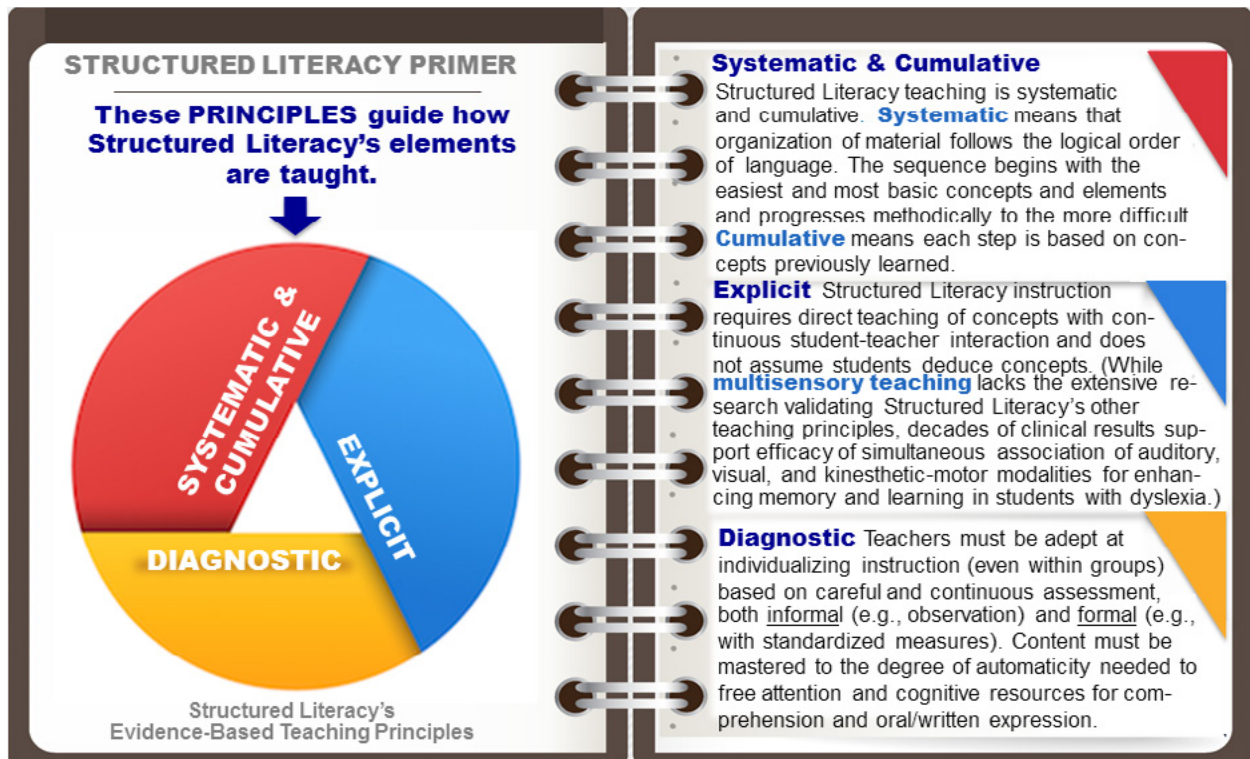 STRUCTURED LITERACY PRIMER
These PRINCIPLES guide how
Structured Literacy's elements
are taught.
SYSTEMATIC &
CUMULATIVE
EXPLICIT
DIAGNOSTIC
Structured Literacy's
Evidence-Based Teaching Principles
Systematic & Cumulative
Structured Literacy teaching is systematic
and cumulative. Systematic means that
organization of material follows the logical order
of language. The sequence begins with the
easiest and most basic concepts and elements
and progresses methodically to the more difficult
Cumulative means each step is based on con-
cepts previously learned.
Explicit Structured Literacy instruction
requires direct teaching of concepts with con-
tinuous student-teacher interaction and does
not assume students deduce concepts. (While
multisensory teaching lacks the extensive re-
search validating Structured Literacy's other
teaching principles, decades of clinical results sup-
port efficacy of simultaneous association of auditory,
visual, and kinesthetic-motor modalities for enhan-
cing memory and learning in students with dyslexia.)
Diagnostic Teachers must be adept at
individualizing instruction (even within groups)
based on careful and continuous assessment,
both informal (e.g., observation) and formal (e.g.,
with standardized measures). Content must be
mastered to the degree of automaticity needed to
free attention and cognitive resources for com-
prehension and oral/written expression.